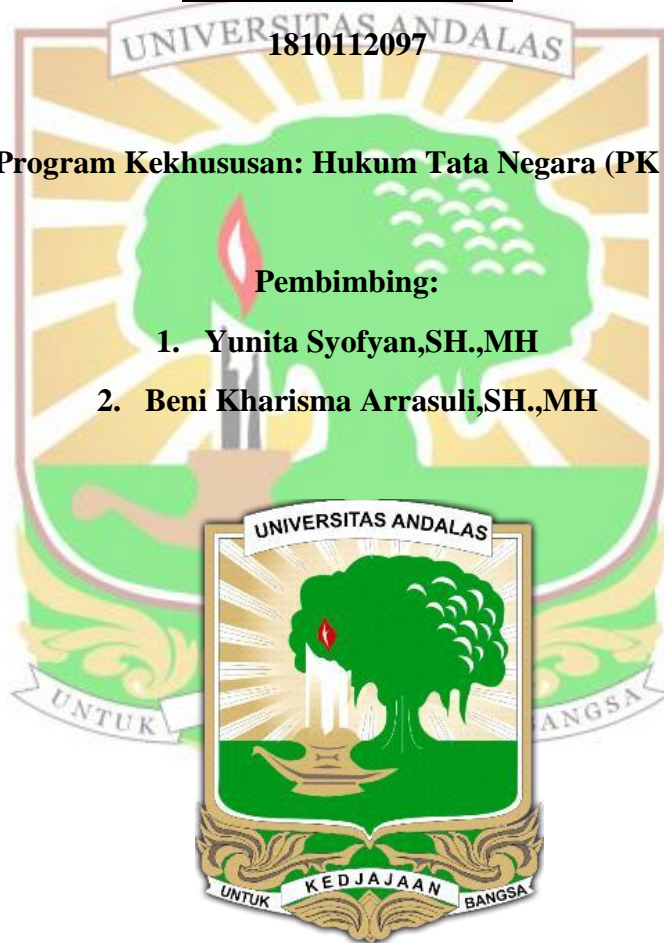 UNIVERSITAS ANDALAS
1810112097
Program Kekhususan: Hukum Tata Negara (PK
Pembimbing:
1. Yunita Syofyan,SH.,MH
2. Beni Kharisma Arrasuli,SH.,MH
UNIVERSITAS ANDALAS
UNTUK BANGSA
UNTUK KEDJAJAAN BANGSA